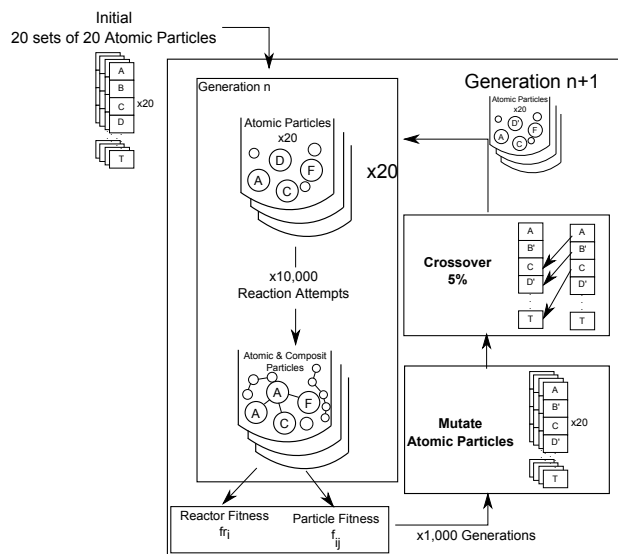 Initial
20 sets of 20 Atomic Particles
A
B
C
D
T
x20
Generation n
Atomic Particles
x20
D
F
A
C
x20
x10,000
Reaction Attempts
Atomic & Composit
Particles
A
F
A
C
Reactor Fitness
fri
Particle Fitness
fij
x1,000 Generations
Mutate
Atomic Particles
A
B'
C
D'
T
x20
Crossover
5%
A
B'
C
D'
T
A
B'
C
D'
T
Generation n+1
Atomic Particles
x20
D'
F
A
C